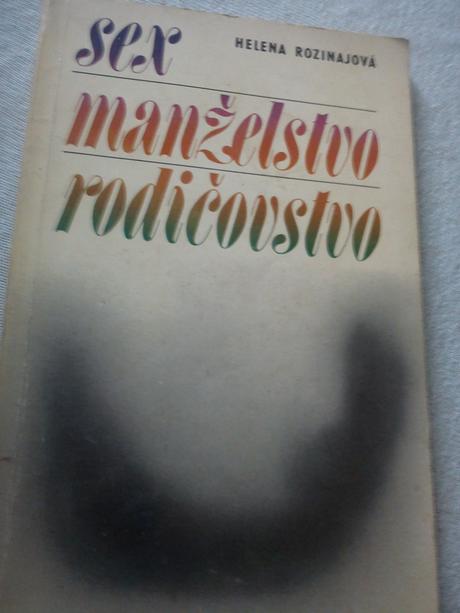 sex
HELENA ROZINAJOVÁ
manželstvo
rodičovstvo